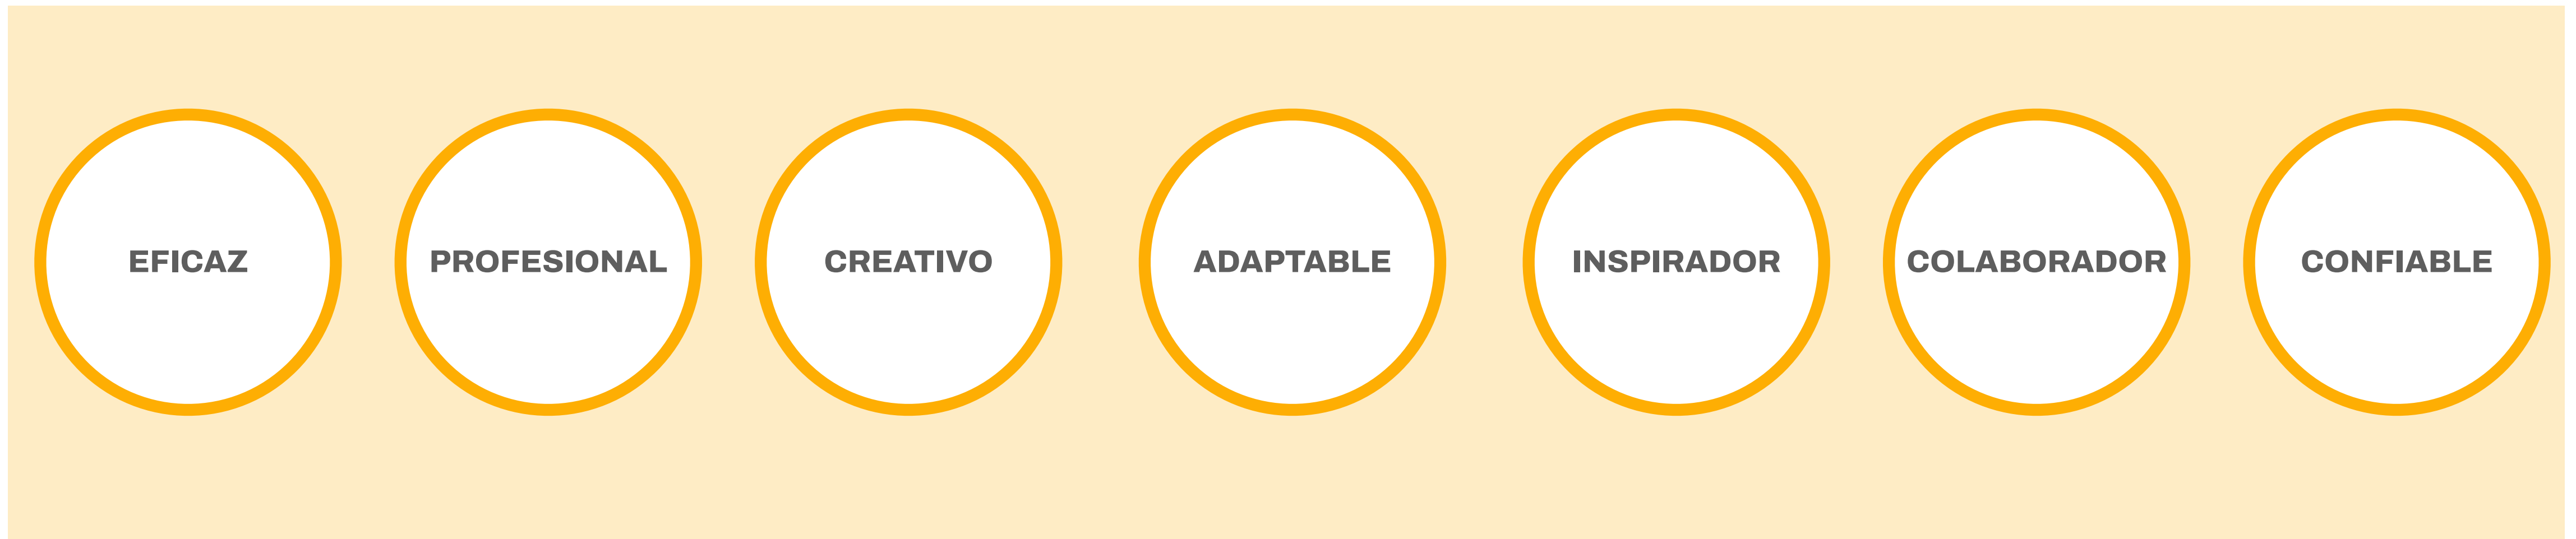 EFICAZ
PROFESIONAL
CREATIVO
ADAPTABLE
INSPIRADOR
COLABORADOR
CONFIABLE